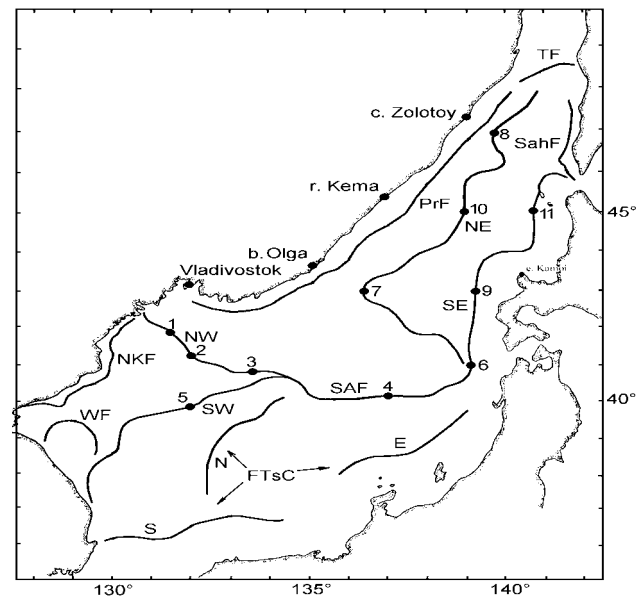 TF
c. Zolotoy
8
SahF
r. Kema
PrF
10
11
45°
NE
b. Olga
Vladivostok
7
9
SE
1
NW
2
NKF
3
6
SAF
4
5
SW
WF
40°
N
E
FTsC
S
130°
135°
140°